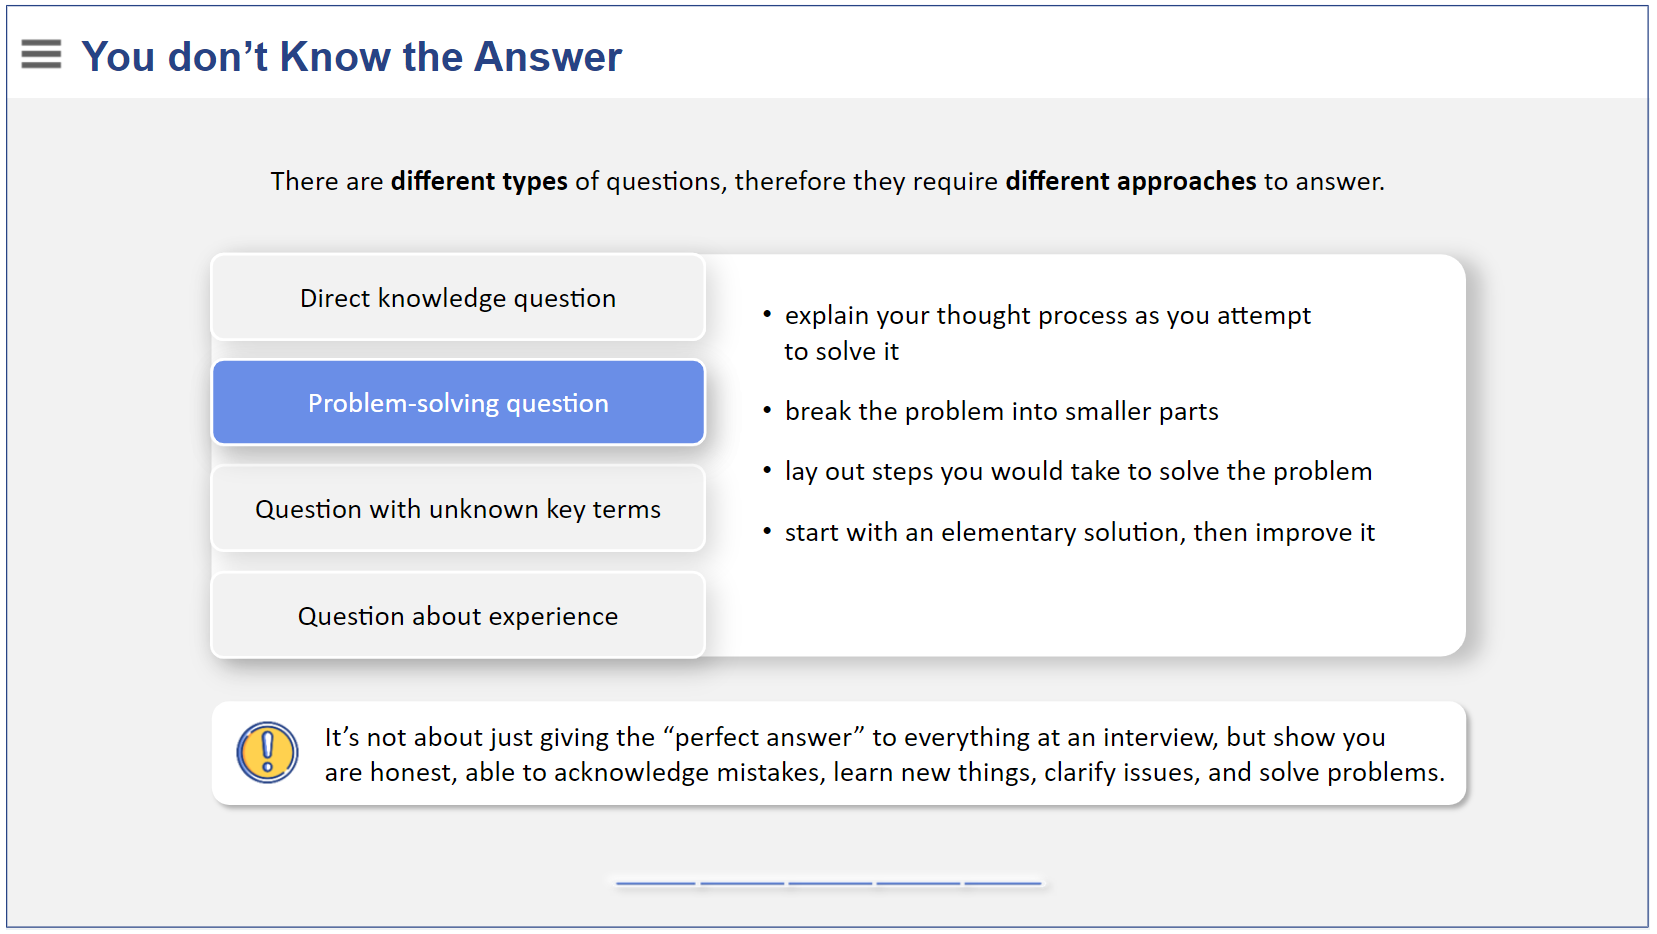 You don’t Know the Answer
There are different types of questions, therefore they require different approaches to answer.
Direct knowledge question
Problem-solving question
Question with unknown key terms
Question about experience
• explain your thought process as you attempt
to solve it
• break the problem into smaller parts
• lay out steps you would take to solve the problem
• start with an elementary solution, then improve it
It’s not about just giving the “perfect answer” to everything at an interview, but show you
are honest, able to acknowledge mistakes, learn new things, clarify issues, and solve problems.